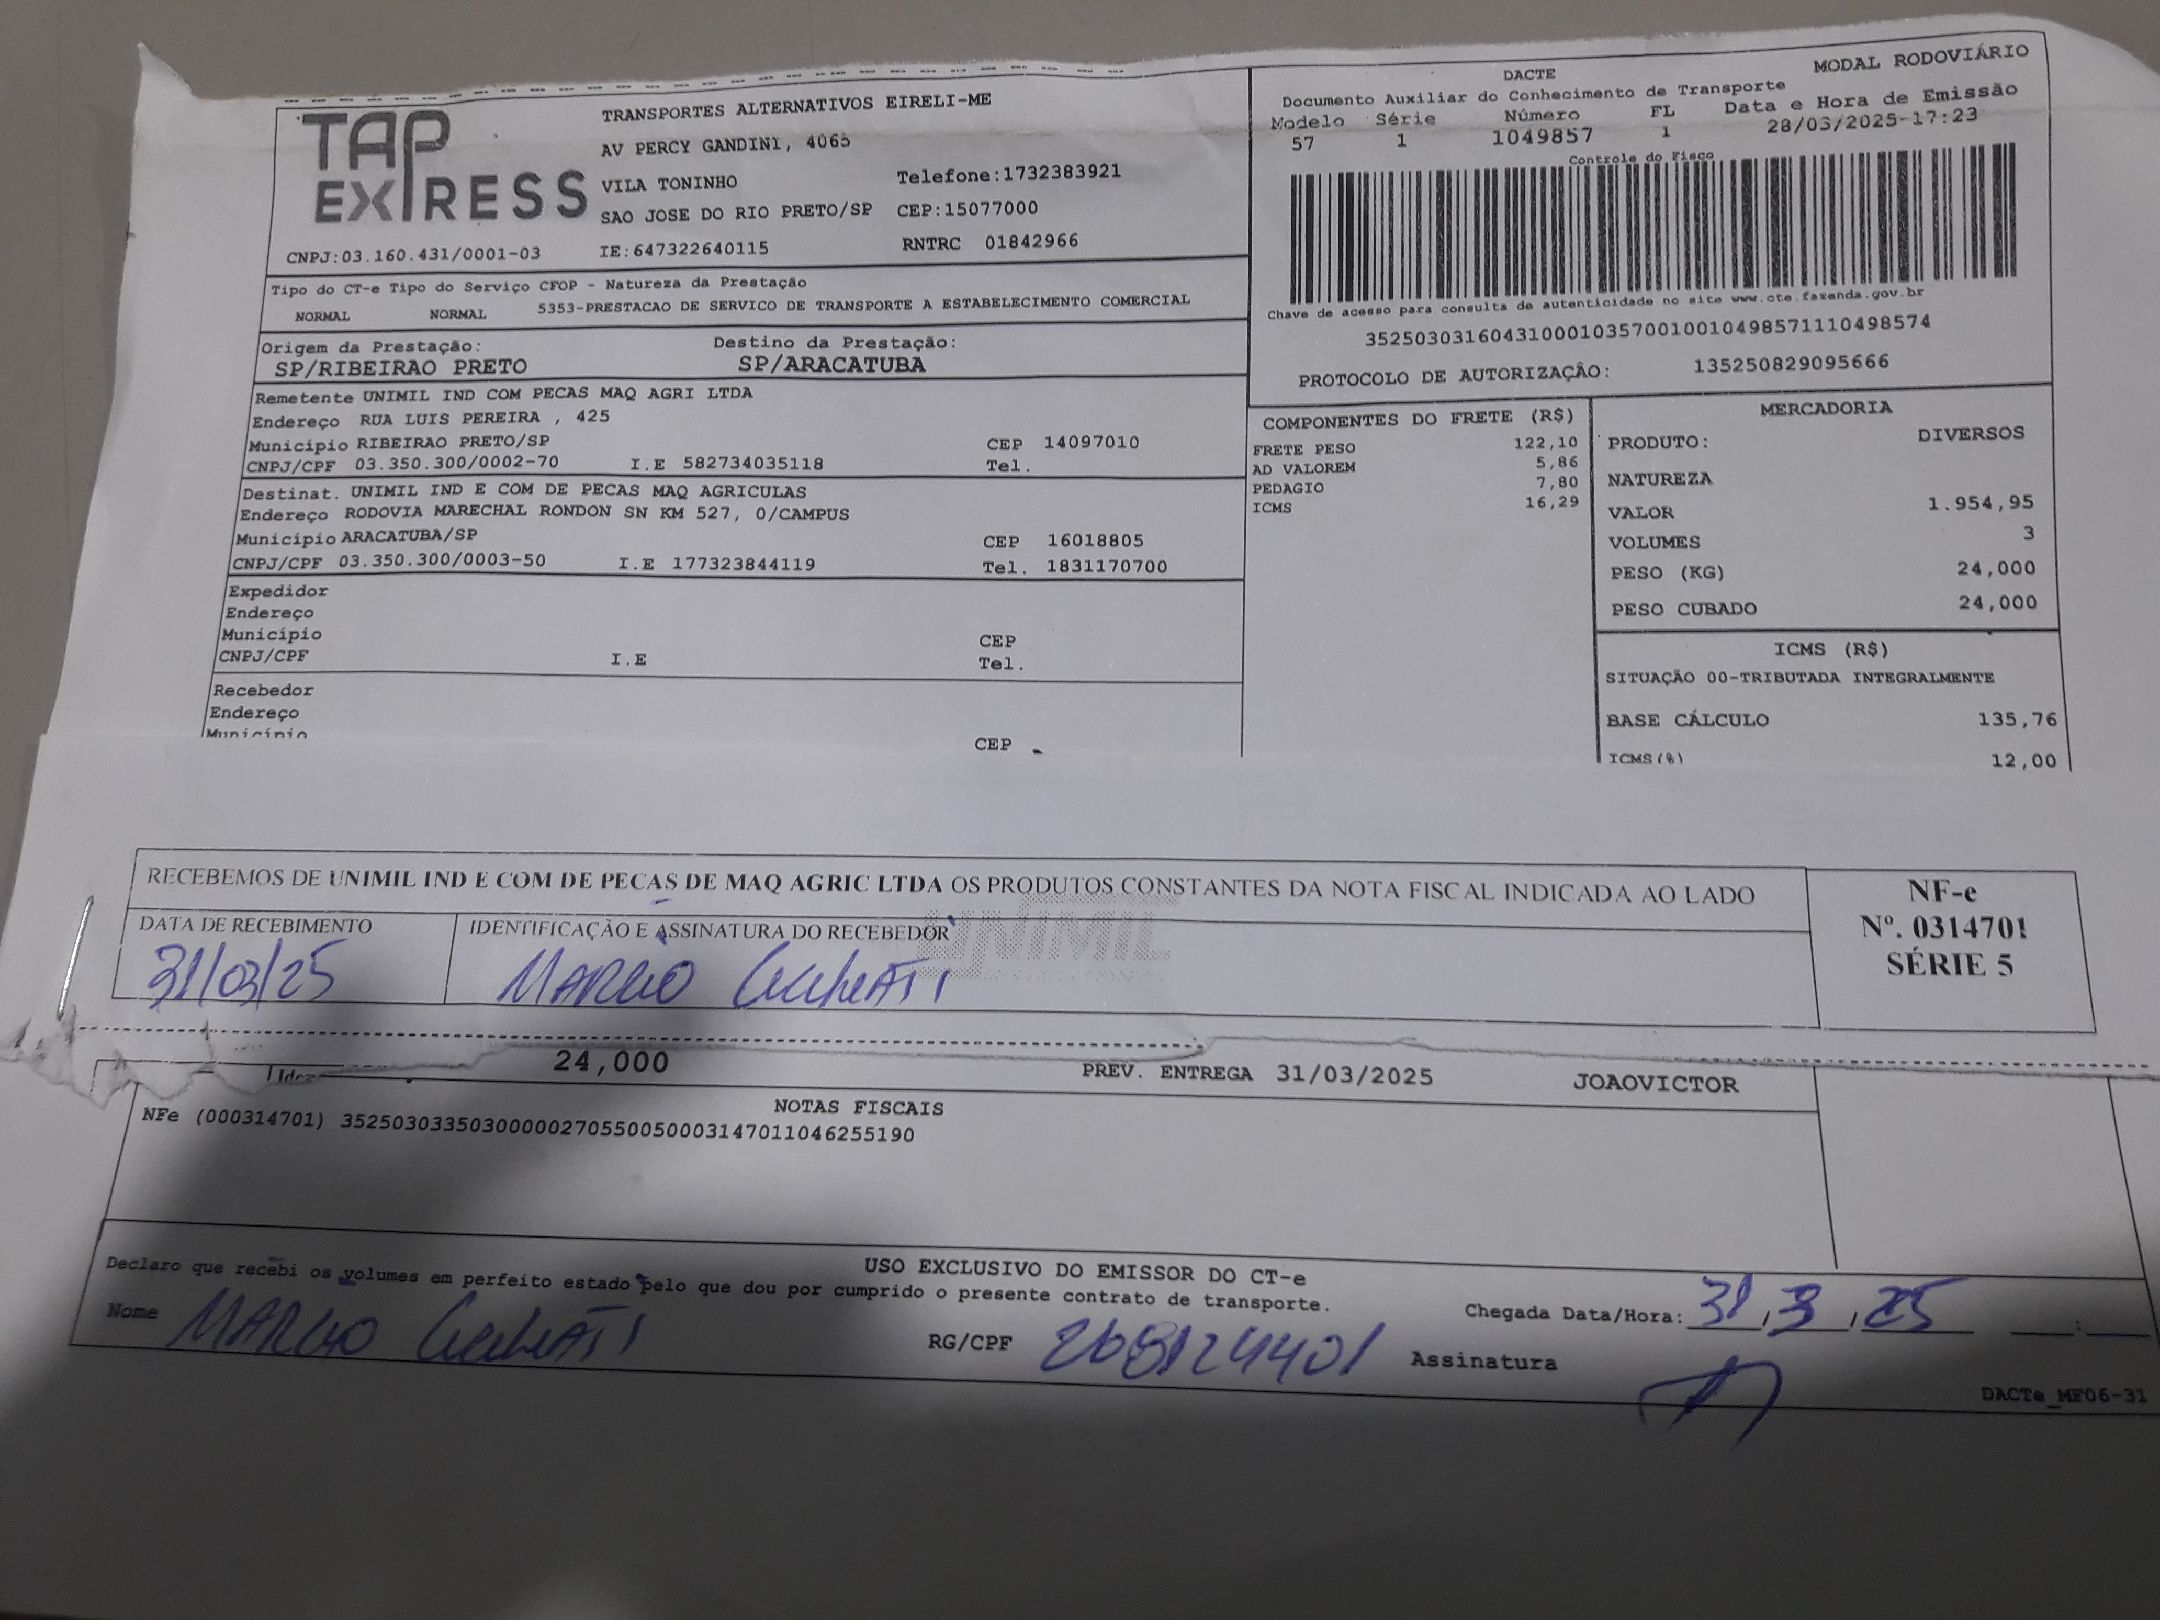 TAP EXPRESS
TRANSPORTES ALTERNATIVOS EIRELI-ME
AV PERCY GANDINI, 4065
VILA TONINHO Telefone:1732383921
SAO JOSE DO RIO PRETO/SP CEP:15077000
CNPJ:03.160.431/0001-03 IE:647322640115 RNTRC 01842966
DACTE MODAL RODOVIÁRIO
Documento Auxiliar do Conhecimento de Transporte
Modelo Série Número FL Data e Hora de Emissão
57 1 1049857 1 28/03/2025-17:23
Controle do Fisco
Chave de acesso para consulta de autenticidade no site www.cte.fazenda.gov.br
35250303160431000103570010010498571110498574
PROTOCOLO DE AUTORIZAÇÃO: 135250829095666
Tipo do CT-e Tipo do Serviço CFOP - Natureza da Prestação
NORMAL NORMAL 5353-PRESTACAO DE SERVICO DE TRANSPORTE A ESTABELECIMENTO COMERCIAL
Origem da Prestação: Destino da Prestação:
SP/RIBEIRAO PRETO SP/ARACATUBA
Remetente UNIMIL IND COM PECAS MAQ AGRI LTDA
Endereço RUA LUIS PEREIRA , 425
Município RIBEIRAO PRETO/SP CEP 14097010
CNPJ/CPF 03.350.300/0002-70 I.E 582734035118 Tel.
Destinat. UNIMIL IND E COM DE PECAS MAQ AGRICULAS
Endereço RODOVIA MARECHAL RONDON SN KM 527, 0/CAMPUS
Município ARACATUBA/SP CEP 16018805
CNPJ/CPF 03.350.300/0003-50 I.E 177323844119 Tel. 1831170700
Expedidor
Endereço
Município CEP
CNPJ/CPF I.E Tel.
Recebedor
Endereço
Município CEP
COMPONENTES DO FRETE (R$)
FRETE PESO 122,10
AD VALOREM 5,86
PEDAGIO 7,80
ICMS 16,29
MERCADORIA
PRODUTO: DIVERSOS
NATUREZA
VALOR 1.954,95
VOLUMES 3
PESO (KG) 24,000
PESO CUBADO 24,000
ICMS (R$)
SITUAÇÃO 00-TRIBUTADA INTEGRALMENTE
BASE CÁLCULO 135,76
ICMS(%) 12,00
RECEBEMOS DE UNIMIL IND E COM DE PEÇAS DE MAQ AGRIC LTDA OS PRODUTOS CONSTANTES DA NOTA FISCAL INDICADA AO LADO
DATA DE RECEBIMENTO IDENTIFICAÇÃO E ASSINATURA DO RECEBEDOR
31/03/25 MARCIO
UNIMIL
NF-e
Nº. 0314701
SÉRIE 5
24,000 PREV. ENTREGA 31/03/2025 JOAOVICTOR
NOTAS FISCAIS
NFe (000314701) 35250303350300000270550050003147011046255190
USO EXCLUSIVO DO EMISSOR DO CT-e
Declaro que recebi os volumes em perfeito estado pelo que dou por cumprido o presente contrato de transporte.
Chegada Data/Hora: 31/3/25
Nome MARCIO RG/CPF 268124401 Assinatura
DACTe_MF06-31